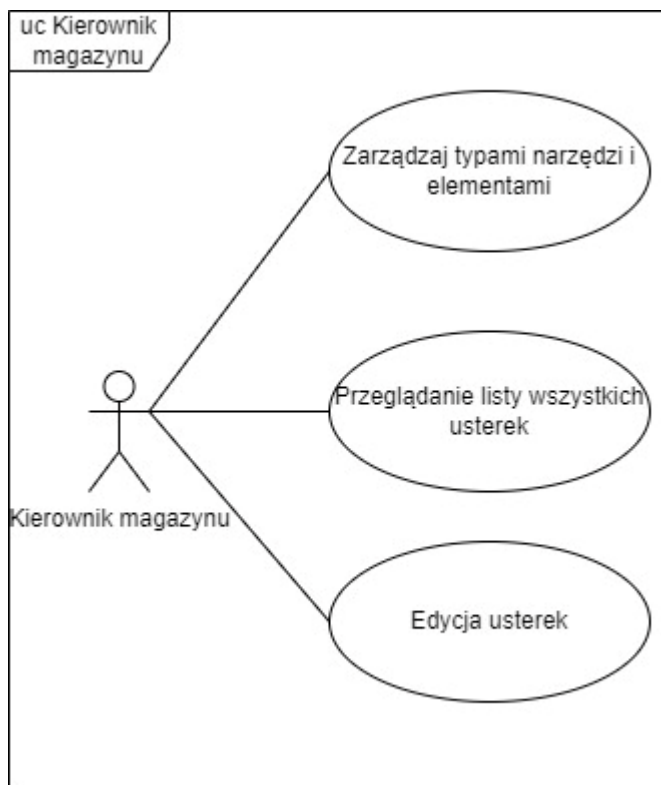 uc Kierownik
magazynu
Zarządzaj typami narzędzi i
elementami
Przeglądanie listy wszystkich
usterek
Kierownik magazynu
Edycja usterek